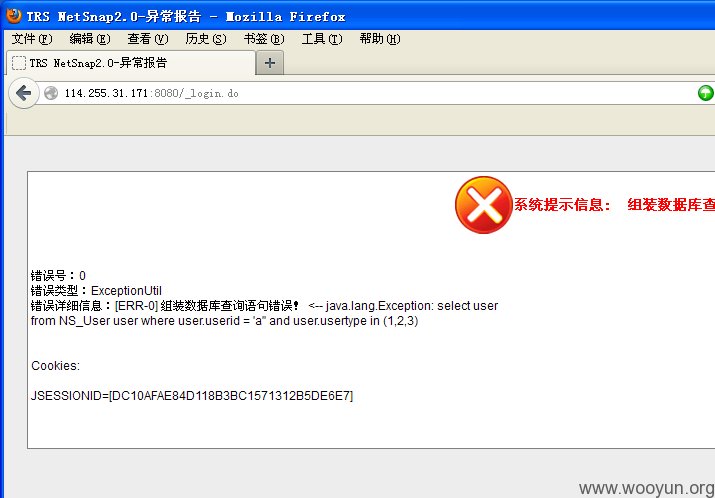 TRS NetSnap2.0-异常报告 - Mozilla Firefox
文件(F) 编辑(E) 查看(V) 历史(S) 书签(B) 工具(T) 帮助(H)
TRS NetSnap2.0-异常报告
114.255.31.171:8080/_login.do
系统提示信息： 组装数据库查
错误号：0
错误类型：ExceptionUtil
错误详细信息：[ERR-0] 组装数据库查询语句错误！ <-- java.lang.Exception: select user
from NS_User user where user.userid = 'a'' and user.usertype in (1,2,3)
Cookies:
JSESSIONID=[DC10AFAE84D118B3BC1571312B5DE6E7]
www.wooyun.org